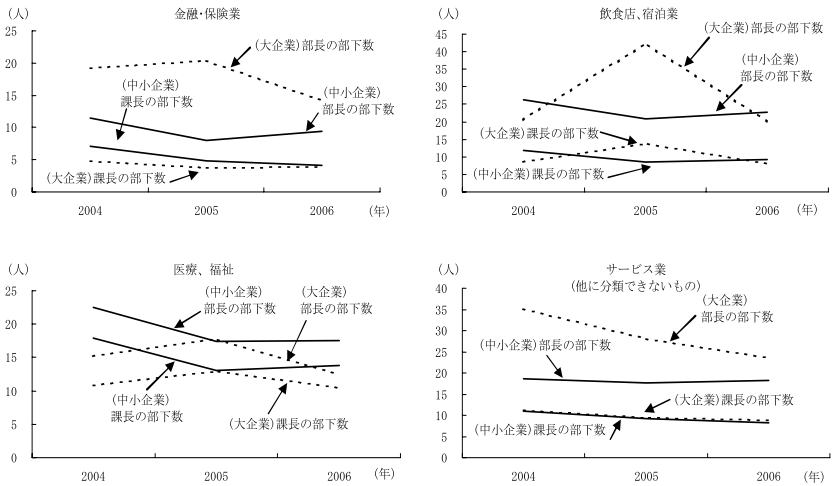 (人)
金融・保険業
25
20
15
10
5
0
(大企業)部長の部下数
(中小企業)
課長の部下数
(中小企業)
部長の部下数
(大企業)課長の部下数
2004
2005
2006
(年)
(人)
飲食店、宿泊業
45
40
35
30
25
20
15
10
5
0
(大企業)部長の部下数
(中小企業)
部長の部下数
(大企業)課長の部下数
(中小企業)課長の部下数
2004
2005
2006
(年)
(人)
医療、福祉
25
20
15
10
5
0
(中小企業)
部長の部下数
(大企業)
部長の部下数
(中小企業)
課長の部下数
(大企業)課長の部下数
2004
2005
2006
(年)
(人)
サービス業
(他に分類できないもの)
40
35
30
25
20
15
10
5
0
(大企業)
部長の部下数
(中小企業)部長の部下数
(大企業)課長の部下数
(中小企業)課長の部下数
2004
2005
2006
(年)